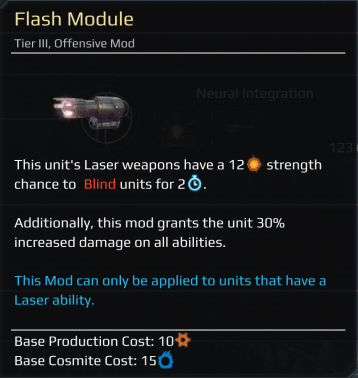 Flash Module
Tier III, Offensive Mod
Neural Integration
123
This unit's Laser weapons have a 12 strength
chance to Blind units for 2.
Additionally, this mod grants the unit 30%
increased damage on all abilities.
This Mod can only be applied to units that have a
Laser ability.
Base Production Cost: 10
Base Cosmite Cost: 15